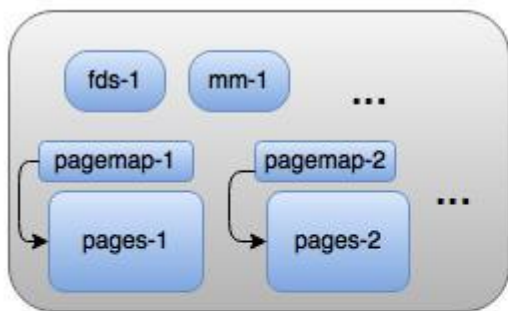 fds-1
mm-1
...
pagemap-1
pagemap-2
...
pages-1
pages-2